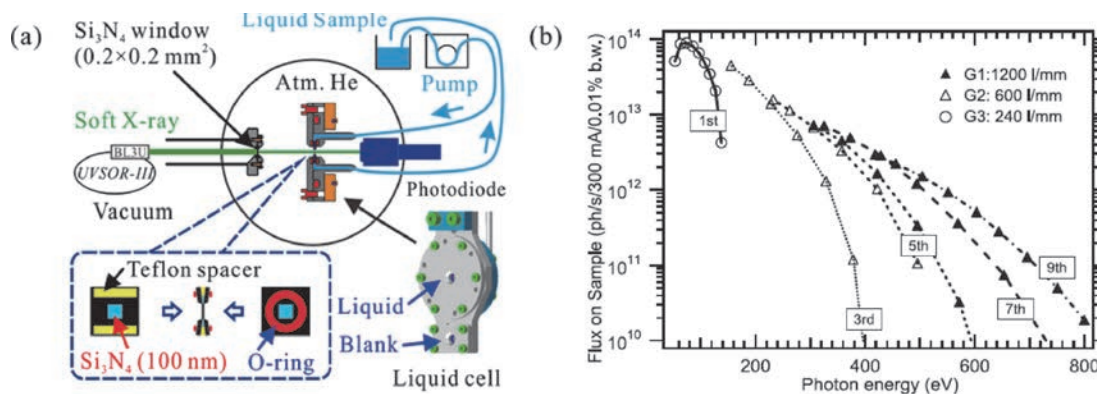 (a)
Si₃N₄ window
(0.2×0.2 mm²)
Liquid Sample
Pump
Atm. He
Soft X-ray
BL3U
UVSOR-III
Vacuum
Photodiode
Teflon spacer
Si₃N₄ (100 nm)
O-ring
Liquid
Blank
Liquid cell
(b)
Flux on Sample (ph/s/300 mA/0.01% b.w.)
10¹⁴
10¹³
10¹²
10¹¹
10¹⁰
G1:1200 l/mm
G2: 600 l/mm
G3: 240 l/mm
1st
3rd
5th
7th
9th
200
400
600
800
Photon energy (eV)